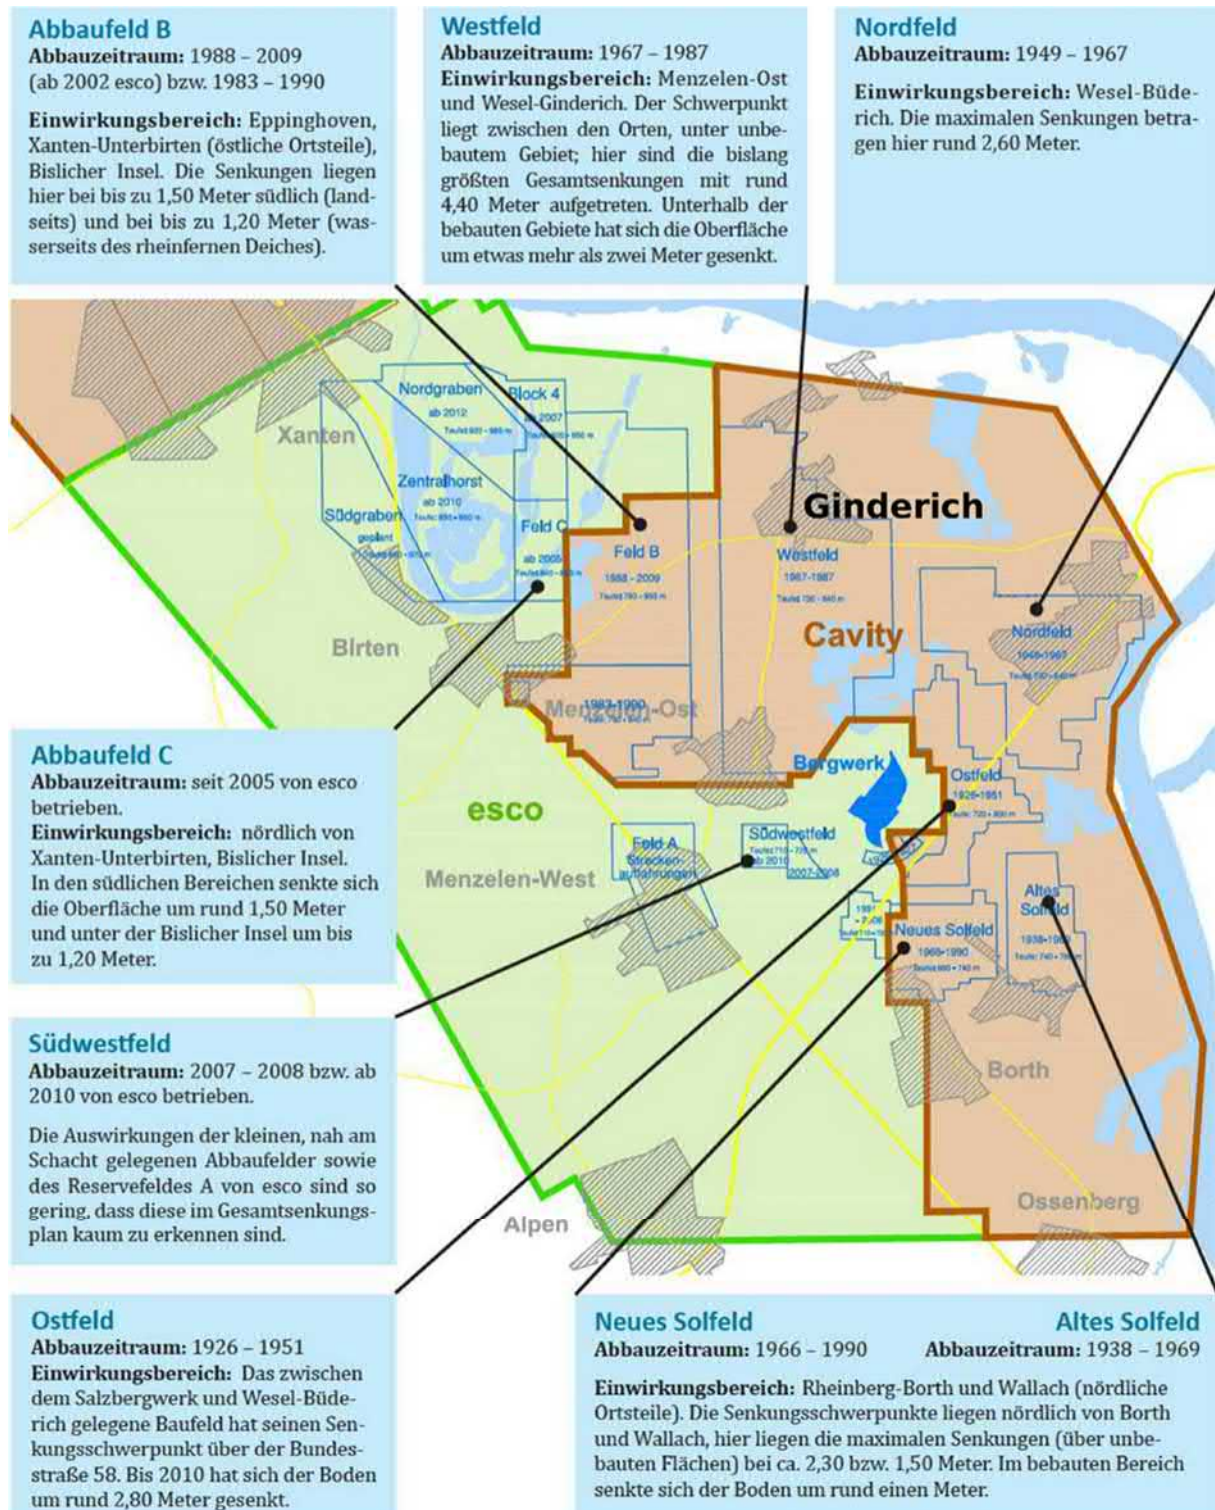 Abbaufeld B
Abbauzeitraum: 1988 – 2009
(ab 2002 esco) bzw. 1983 – 1990
Einwirkungsbereich: Eppinghoven,
Xanten-Unterbirten (östliche Ortsteile),
Bislicher Insel. Die Senkungen liegen
hier bei bis zu 1,50 Meter südlich (land-
seits) und bei bis zu 1,20 Meter (was-
serseits des rheinfernen Deiches).
Westfeld
Abbauzeitraum: 1967 – 1987
Einwirkungsbereich: Menzelen-Ost
und Wesel-Ginderich. Der Schwerpunkt
liegt zwischen den Orten, unter unbe-
bautem Gebiet; hier sind die bislang
größten Gesamtsenkungen mit rund
4,40 Meter aufgetreten. Unterhalb der
bebauten Gebiete hat sich die Oberfläche
um etwas mehr als zwei Meter gesenkt.
Nordfeld
Abbauzeitraum: 1949 – 1967
Einwirkungsbereich: Wesel-Büde-
rich. Die maximalen Senkungen betra-
gen hier rund 2,60 Meter.
Nordgraben
ab 2012
Block 4
ab 2007
Xanten
Zentralhorst
ab 2010
Südgraben
geplant
Feld C
ab 2005
Feld B
1988 - 2009
Ginderich
Westfeld
1967-1987
Cavity
Nordfeld
1949-1967
Birten
1983-1990
Menzelen-Ost
Bergwerk
Ostfeld
1926-1951
esco
Feld A
Strecken-
auffahrungen
Südwestfeld
ab 2010
2007-2008
Menzelen-West
Altes
Solfeld
Neues Solfeld
1966-1990
Borth
Ossenberg
Alpen
Abbaufeld C
Abbauzeitraum: seit 2005 von esco
betrieben.
Einwirkungsbereich: nördlich von
Xanten-Unterbirten, Bislicher Insel.
In den südlichen Bereichen senkte sich
die Oberfläche um rund 1,50 Meter
und unter der Bislicher Insel um bis
zu 1,20 Meter.
Südwestfeld
Abbauzeitraum: 2007 – 2008 bzw. ab
2010 von esco betrieben.
Die Auswirkungen der kleinen, nah am
Schacht gelegenen Abbaufelder sowie
des Reservefeldes A von esco sind so
gering, dass diese im Gesamtsenkungs-
plan kaum zu erkennen sind.
Ostfeld
Abbauzeitraum: 1926 – 1951
Einwirkungsbereich: Das zwischen
dem Salzbergwerk und Wesel-Büde-
rich gelegene Baufeld hat seinen Sen-
kungsschwerpunkt über der Bundes-
straße 58. Bis 2010 hat sich der Boden
um rund 2,80 Meter gesenkt.
Neues Solfeld Altes Solfeld
Abbauzeitraum: 1966 – 1990 Abbauzeitraum: 1938 – 1969
Einwirkungsbereich: Rheinberg-Borth und Wallach (nördliche
Ortsteile). Die Senkungsschwerpunkte liegen nördlich von Borth
und Wallach, hier liegen die maximalen Senkungen (über unbe-
bauten Flächen) bei ca. 2,30 bzw. 1,50 Meter. Im bebauten Bereich
senkte sich der Boden um rund einen Meter.